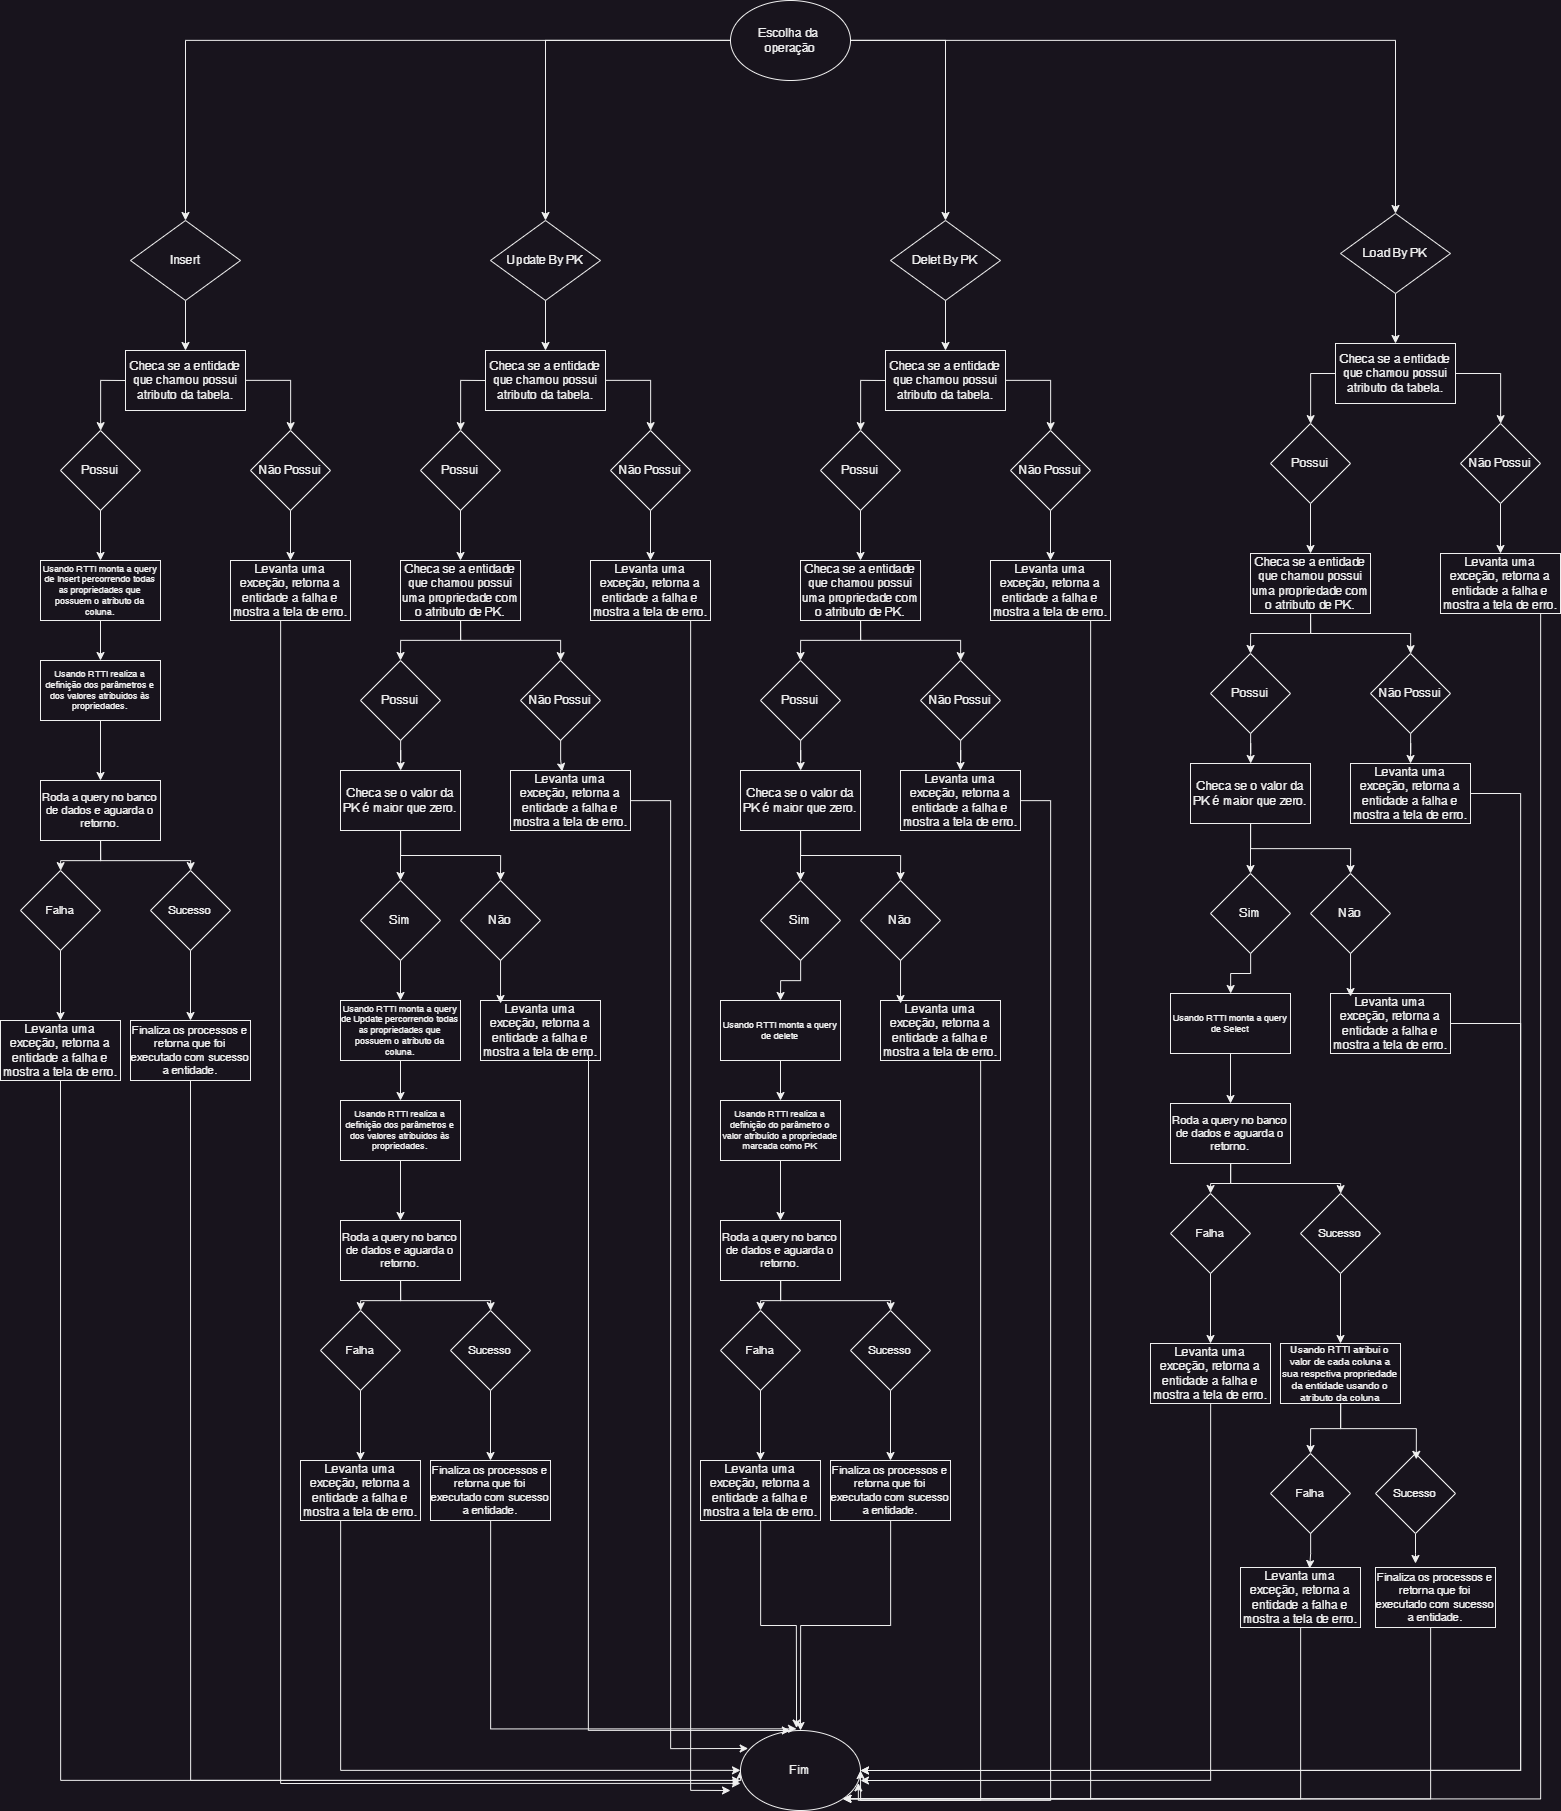 Escolha da
operação
Insert
Update By PK
Delet By PK
Load By PK
Checa se a entidade
que chamou possui
atributo da tabela.
Checa se a entidade
que chamou possui
atributo da tabela.
Checa se a entidade
que chamou possui
atributo da tabela.
Checa se a entidade
que chamou possui
atributo da tabela.
Possui
Não Possui
Possui
Não Possui
Possui
Não Possui
Possui
Não Possui
Usando RTTI monta a query
de Insert percorrendo todas
as propriedades que
possuem o atributo da
coluna.
Levanta uma
exceção, retorna a
entidade a falha e
mostra a tela de erro.
Checa se a entidade
que chamou possui
uma propriedade com
o atributo de PK.
Levanta uma
exceção, retorna a
entidade a falha e
mostra a tela de erro.
Checa se a entidade
que chamou possui
uma propriedade com
o atributo de PK.
Levanta uma
exceção, retorna a
entidade a falha e
mostra a tela de erro.
Checa se a entidade
que chamou possui
uma propriedade com
o atributo de PK.
Levanta uma
exceção, retorna a
entidade a falha e
mostra a tela de erro.
Usando RTTI realiza a
definição dos parâmetros e
dos valores atribuidos às
propriedades.
Possui
Não Possui
Possui
Não Possui
Possui
Não Possui
Roda a query no banco
de dados e aguarda o
retorno.
Checa se o valor da
PK é maior que zero.
Levanta uma
exceção, retorna a
entidade a falha e
mostra a tela de erro.
Checa se o valor da
PK é maior que zero.
Levanta uma
exceção, retorna a
entidade a falha e
mostra a tela de erro.
Checa se o valor da
PK é maior que zero.
Levanta uma
exceção, retorna a
entidade a falha e
mostra a tela de erro.
Falha
Sucesso
Sim
Não
Sim
Não
Sim
Não
Levanta uma
exceção, retorna a
entidade a falha e
mostra a tela de erro.
Finaliza os processos e
retorna que foi
executado com sucesso
a entidade.
Usando RTTI monta a query
de Update percorrendo todas
as propriedades que
possuem o atributo da
coluna.
Levanta uma
exceção, retorna a
entidade a falha e
mostra a tela de erro.
Usando RTTI monta a query
de delete
Levanta uma
exceção, retorna a
entidade a falha e
mostra a tela de erro.
Usando RTTI monta a query
de Select
Levanta uma
exceção, retorna a
entidade a falha e
mostra a tela de erro.
Usando RTTI realiza a
definição dos parâmetros e
dos valores atribuidos às
propriedades.
Usando RTTI realiza a
definição do parâmetro o
valor atribuído a propriedade
marcada como PK
Roda a query no banco
de dados e aguarda o
retorno.
Roda a query no banco
de dados e aguarda o
retorno.
Roda a query no banco
de dados e aguarda o
retorno.
Falha
Sucesso
Falha
Sucesso
Falha
Sucesso
Levanta uma
exceção, retorna a
entidade a falha e
mostra a tela de erro.
Usando RTTI atribui o
valor de cada coluna a
sua respctiva propriedade
da entidade usando o
atributo da coluna
Levanta uma
exceção, retorna a
entidade a falha e
mostra a tela de erro.
Finaliza os processos e
retorna que foi
executado com sucesso
a entidade.
Levanta uma
exceção, retorna a
entidade a falha e
mostra a tela de erro.
Finaliza os processos e
retorna que foi
executado com sucesso
a entidade.
Falha
Sucesso
Levanta uma
exceção, retorna a
entidade a falha e
mostra a tela de erro.
Finaliza os processos e
retorna que foi
executado com sucesso
a entidade.
Fim